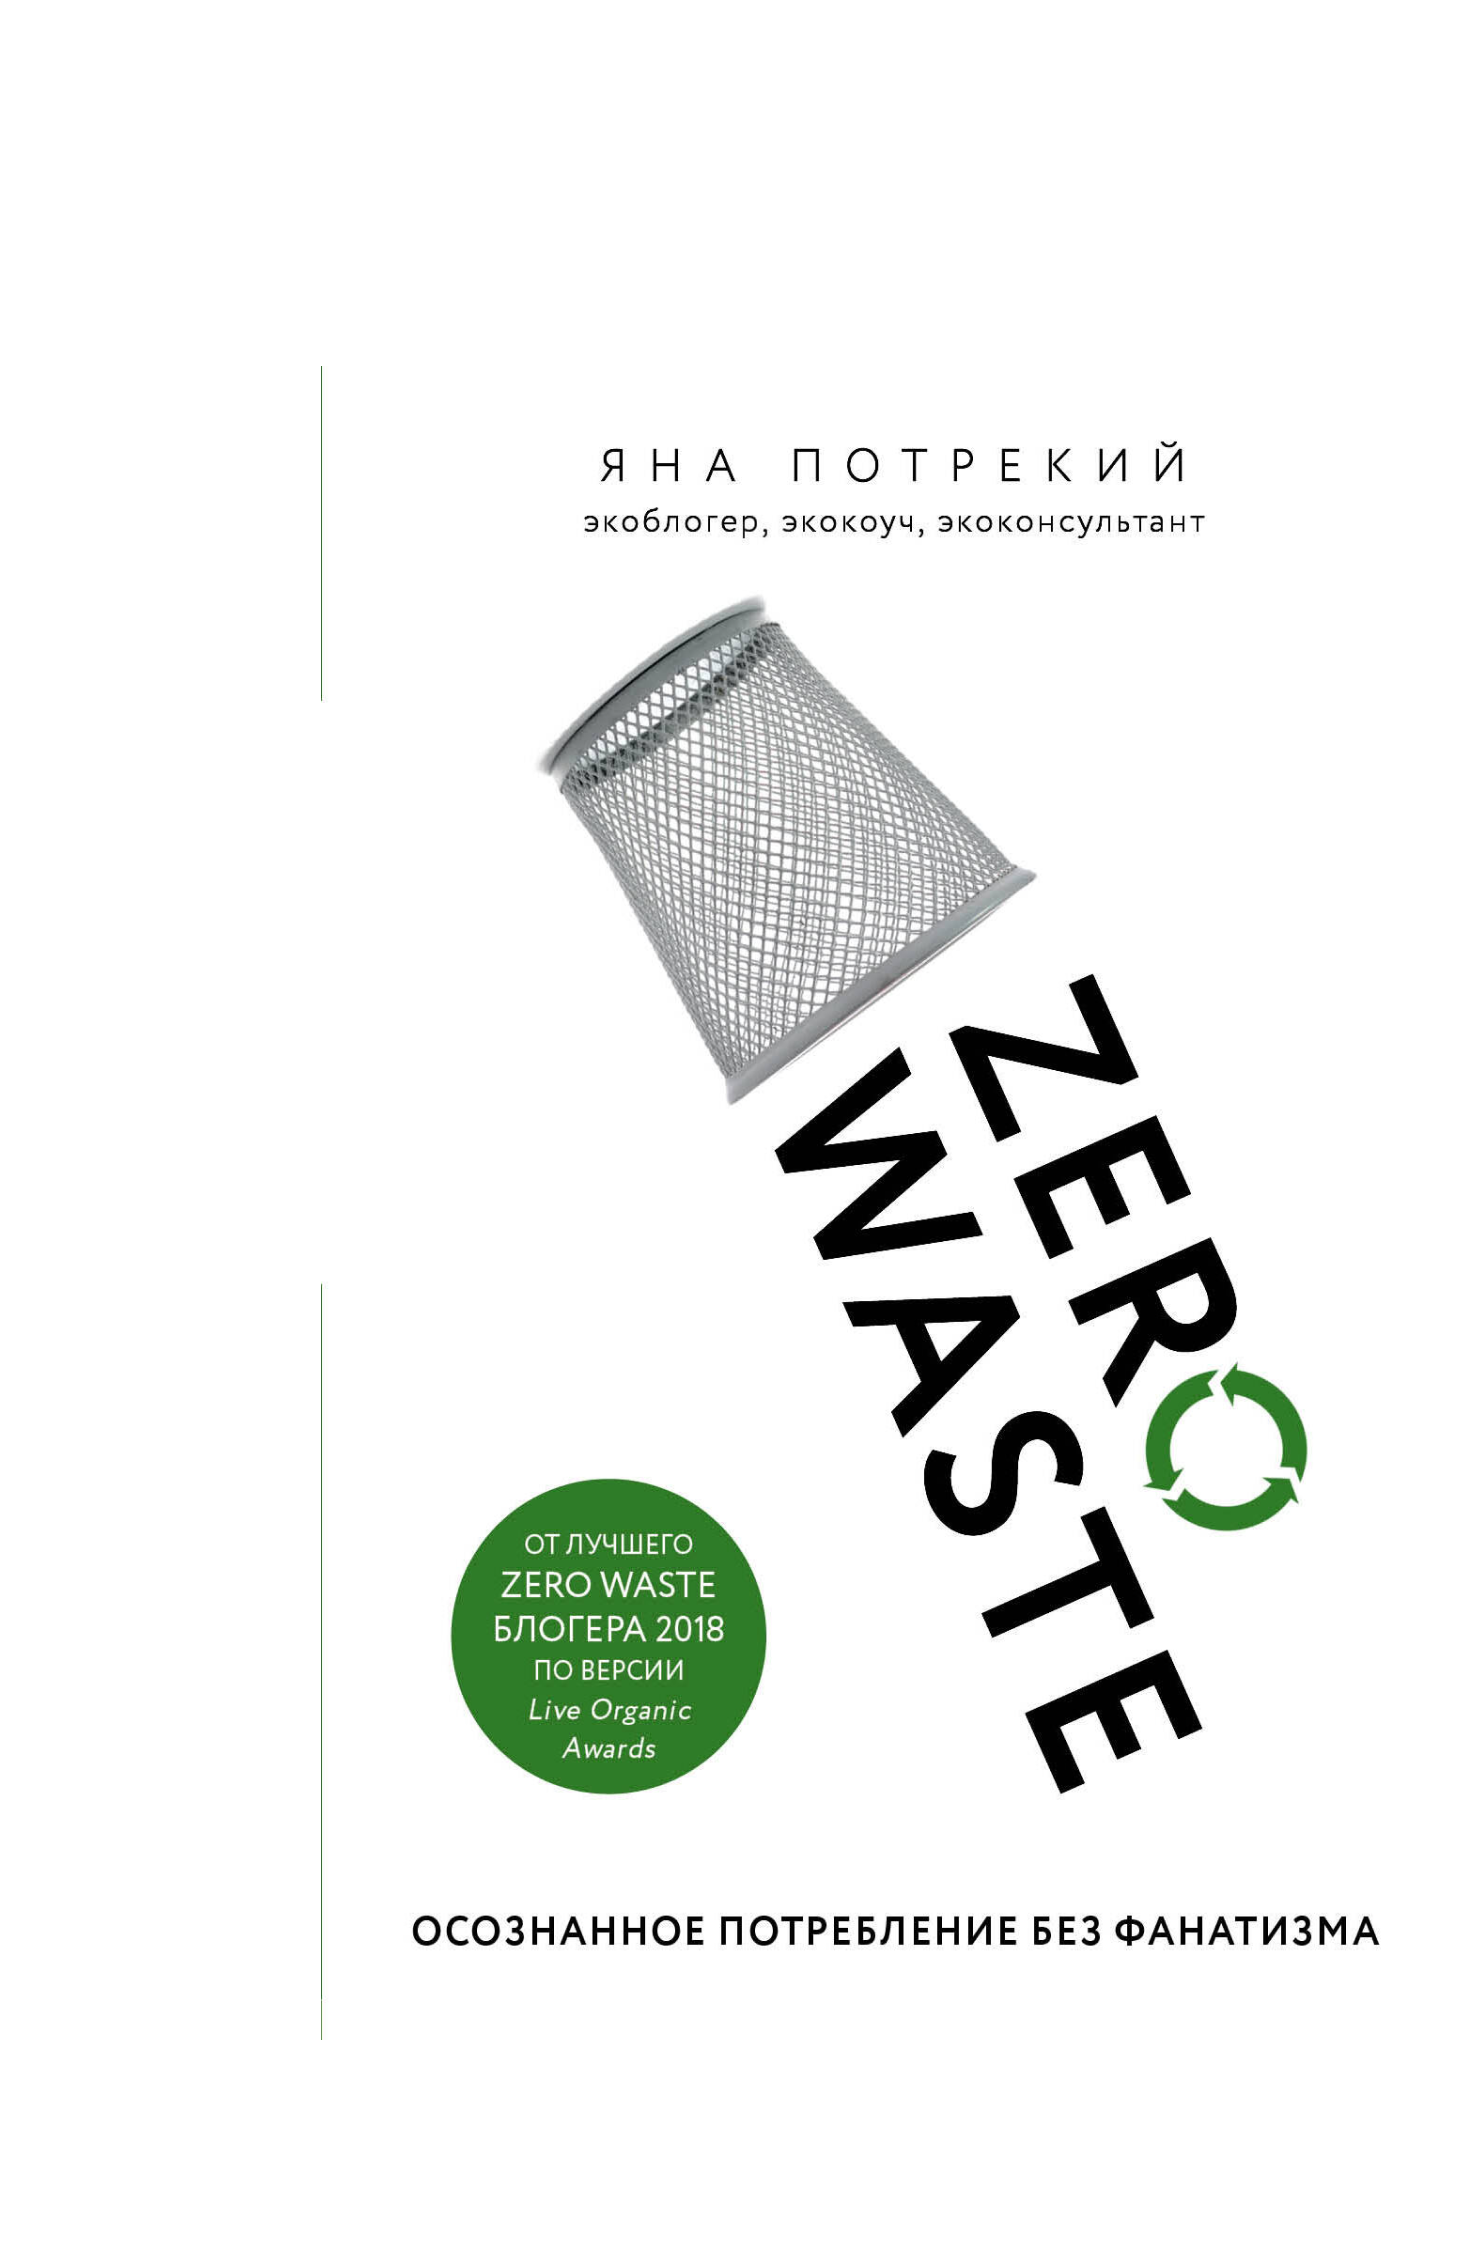 ЯНА ПОТРЕКИЙ
экоблогер, экокоуч, экоконсультант
ZERO
WASTE
ОТ ЛУЧШЕГО
ZERO WASTE
БЛОГЕРА 2018
ПО ВЕРСИИ
Live Organic
Awards
ОСОЗНАННОЕ ПОТРЕБЛЕНИЕ БЕЗ ФАНАТИЗМА